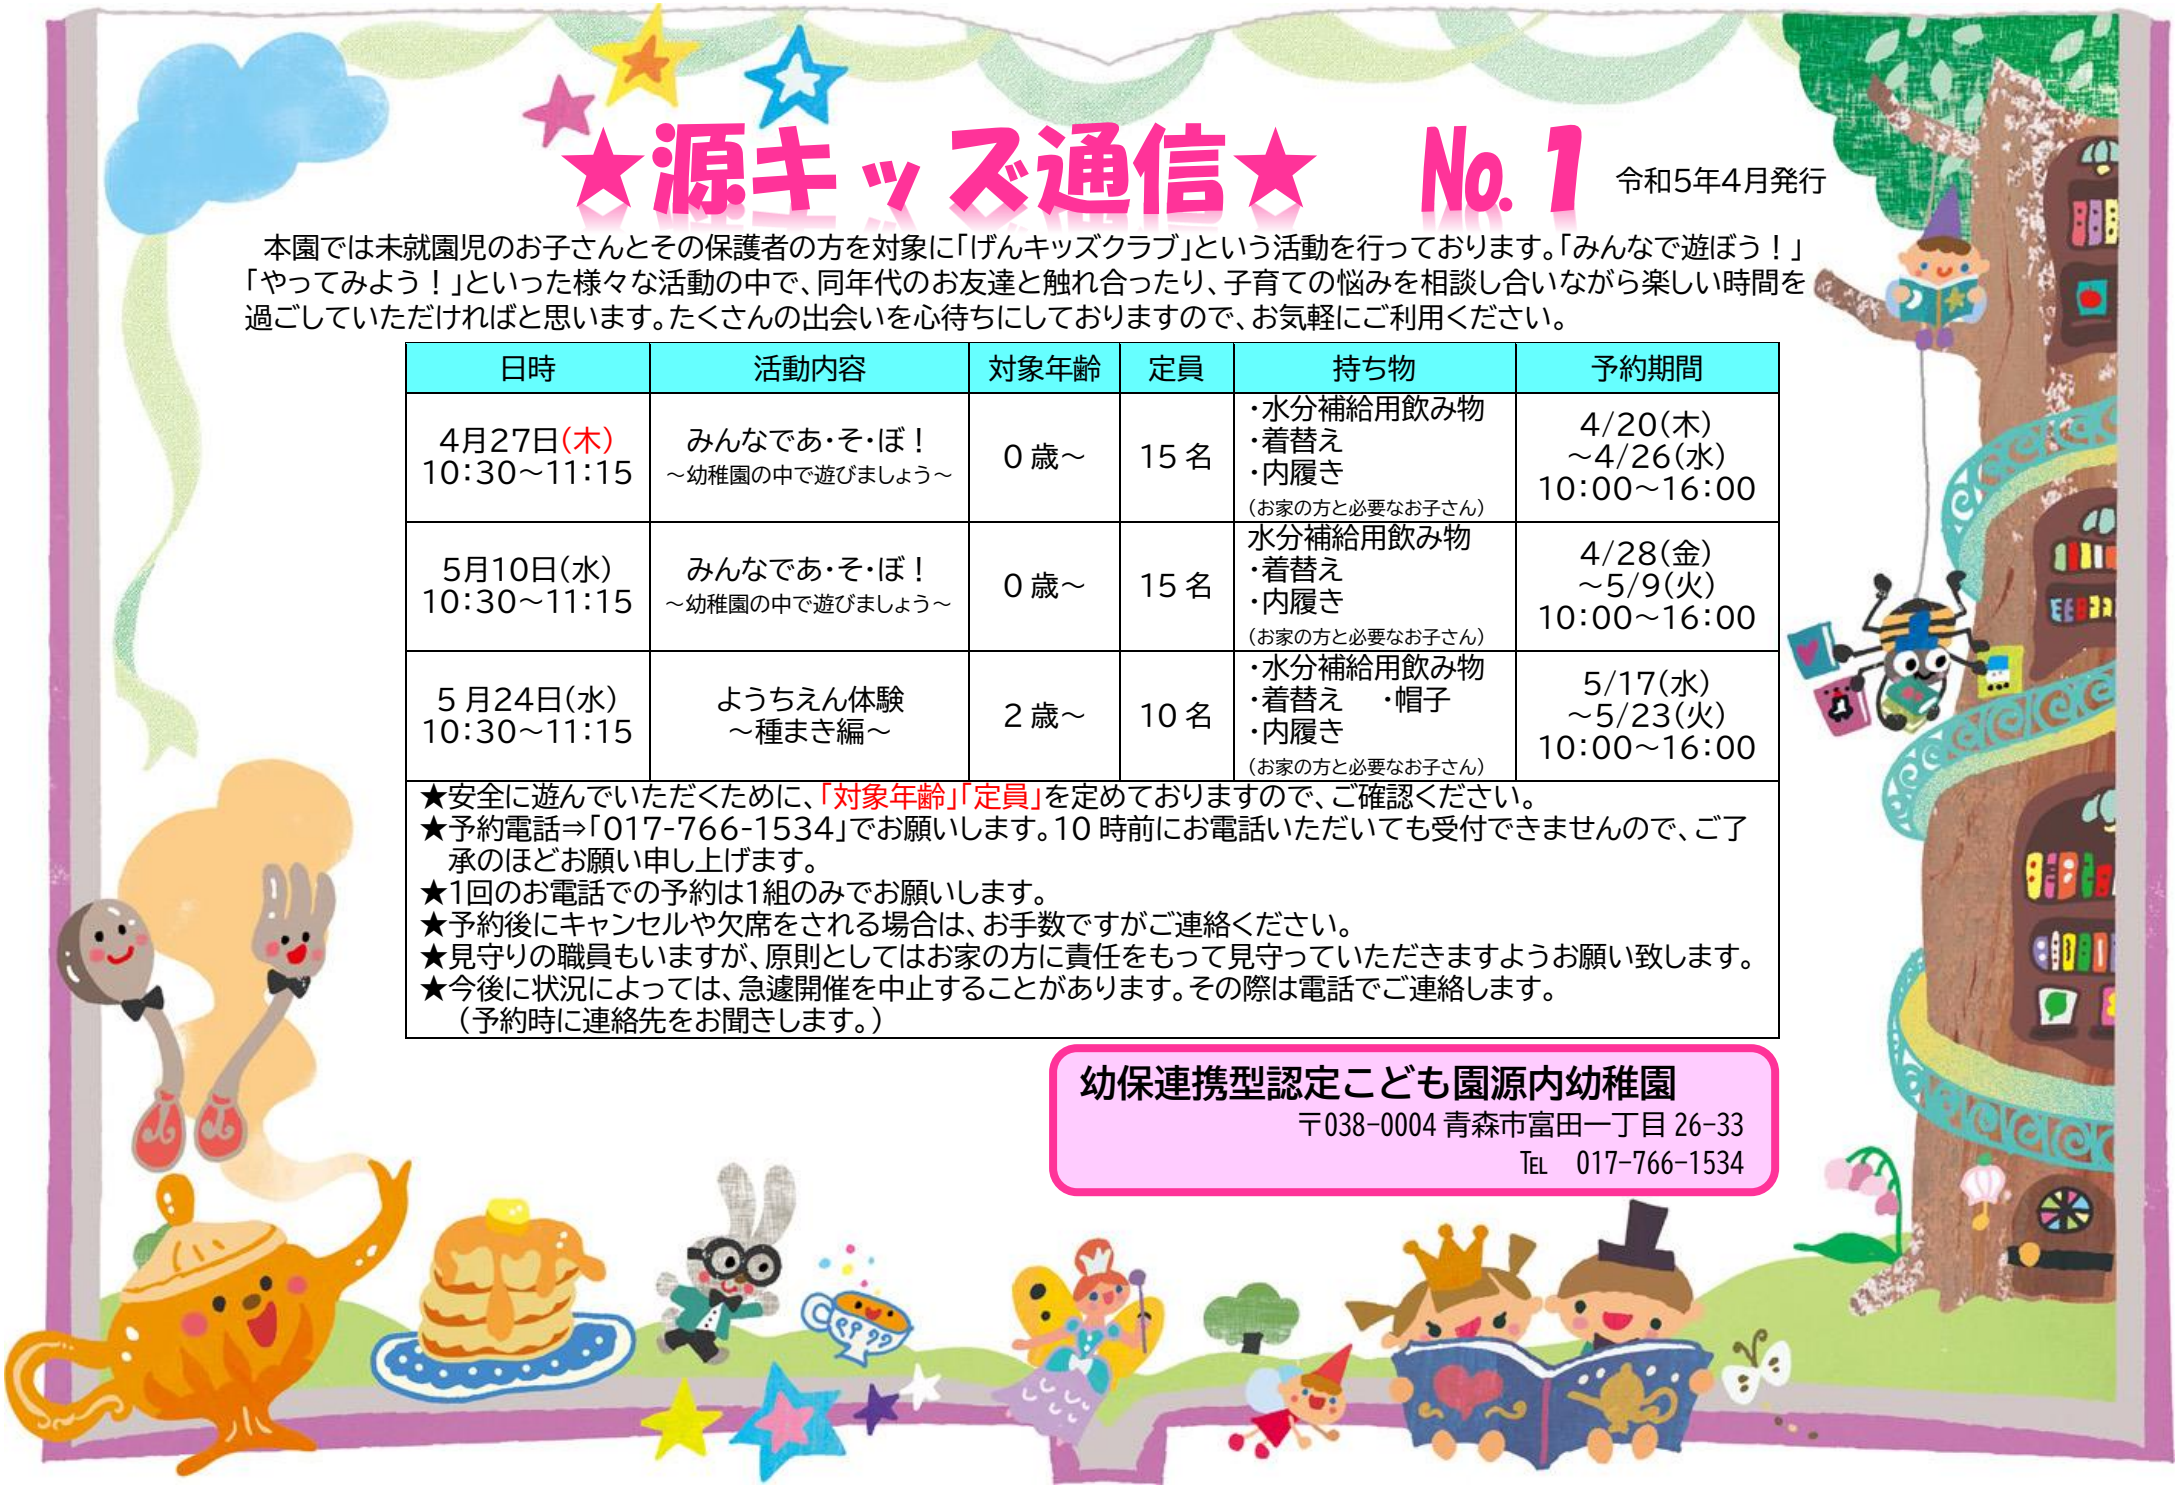 ★源キッズ通信★　No.1
令和5年4月発行
本園では未就園児のお子さんとその保護者の方を対象に「げんキッズクラブ」という活動を行っております。「みんなで遊ぼう！」
「やってみよう！」といった様々な活動の中で、同年代のお友達と触れ合ったり、子育ての悩みを相談し合いながら楽しい時間を
過ごしていただければと思います。たくさんの出会いを心待ちにしておりますので、お気軽にご利用ください。
日時　活動内容　対象年齢　定員　持ち物　予約期間
4月27日(木)
10:30～11:15
みんなであ・そ・ぼ！
～幼稚園の中で遊びましょう～
0歳～
15名
・水分補給用飲み物
・着替え
・内履き
（お家の方と必要なお子さん）
4/20(木)
～4/26(水)
10:00～16:00
5月10日(水)
10:30～11:15
みんなであ・そ・ぼ！
～幼稚園の中で遊びましょう～
0歳～
15名
水分補給用飲み物
・着替え
・内履き
（お家の方と必要なお子さん）
4/28(金)
～5/9(火)
10:00～16:00
5月24日(水)
10:30～11:15
ようちえん体験
～種まき編～
2歳～
10名
・水分補給用飲み物
・着替え　・帽子
・内履き
（お家の方と必要なお子さん）
5/17(水)
～5/23(火)
10:00～16:00
★安全に遊んでいただくために、「対象年齢」「定員」を定めておりますので、ご確認ください。
★予約電話⇒「017-766-1534」でお願いします。10時前にお電話いただいても受付できませんので、ご了
承のほどお願い申し上げます。
★1回のお電話での予約は1組のみでお願いします。
★予約後にキャンセルや欠席をされる場合は、お手数ですがご連絡ください。
★見守りの職員もいますが、原則としてはお家の方に責任をもって見守っていただきますようお願い致します。
★今後に状況によっては、急遽開催を中止することがあります。その際は電話でご連絡します。
（予約時に連絡先をお聞きします。）
幼保連携型認定こども園源内幼稚園
〒038-0004 青森市富田一丁目26-33
℡　017-766-1534